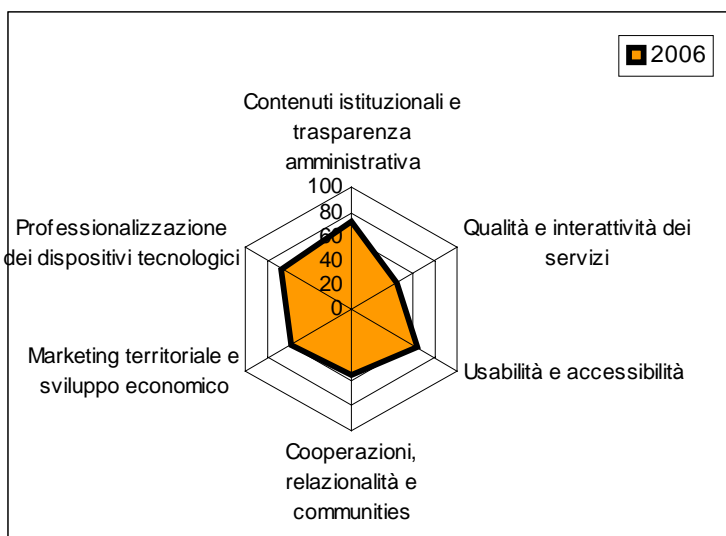 2006
Contenuti istituzionali e
trasparenza
amministrativa
100
80
60
40
20
0
Professionalizzazione
dei dispositivi tecnologici
Qualità e interattività dei
servizi
Marketing territoriale e
sviluppo economico
Usabilità e accessibilità
Cooperazioni,
relazionalità e
communities